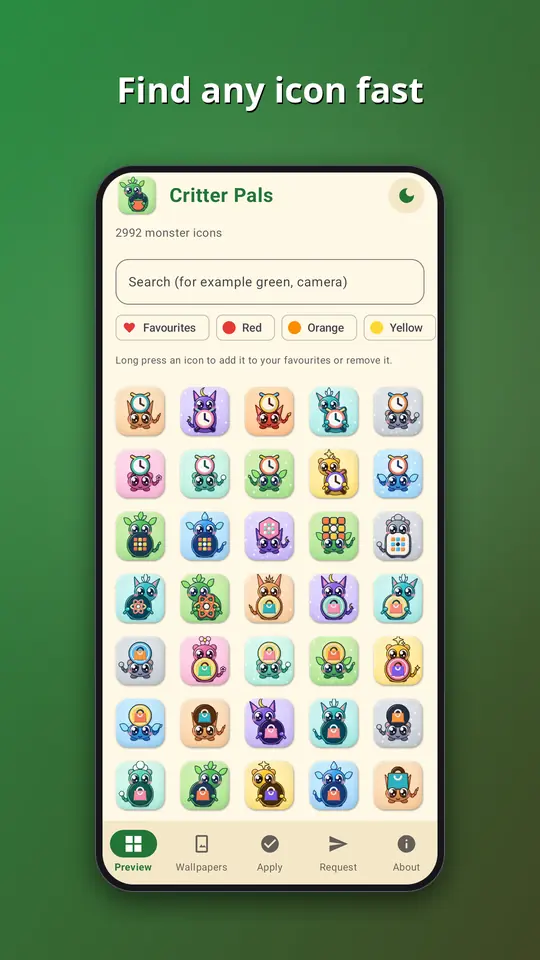 Find any icon fast
Critter Pals
2992 monster icons
Search (for example green, camera)
Favourites Red Orange Yellow
Long press an icon to add it to your favourites or remove it.
Preview Wallpapers Apply Request About